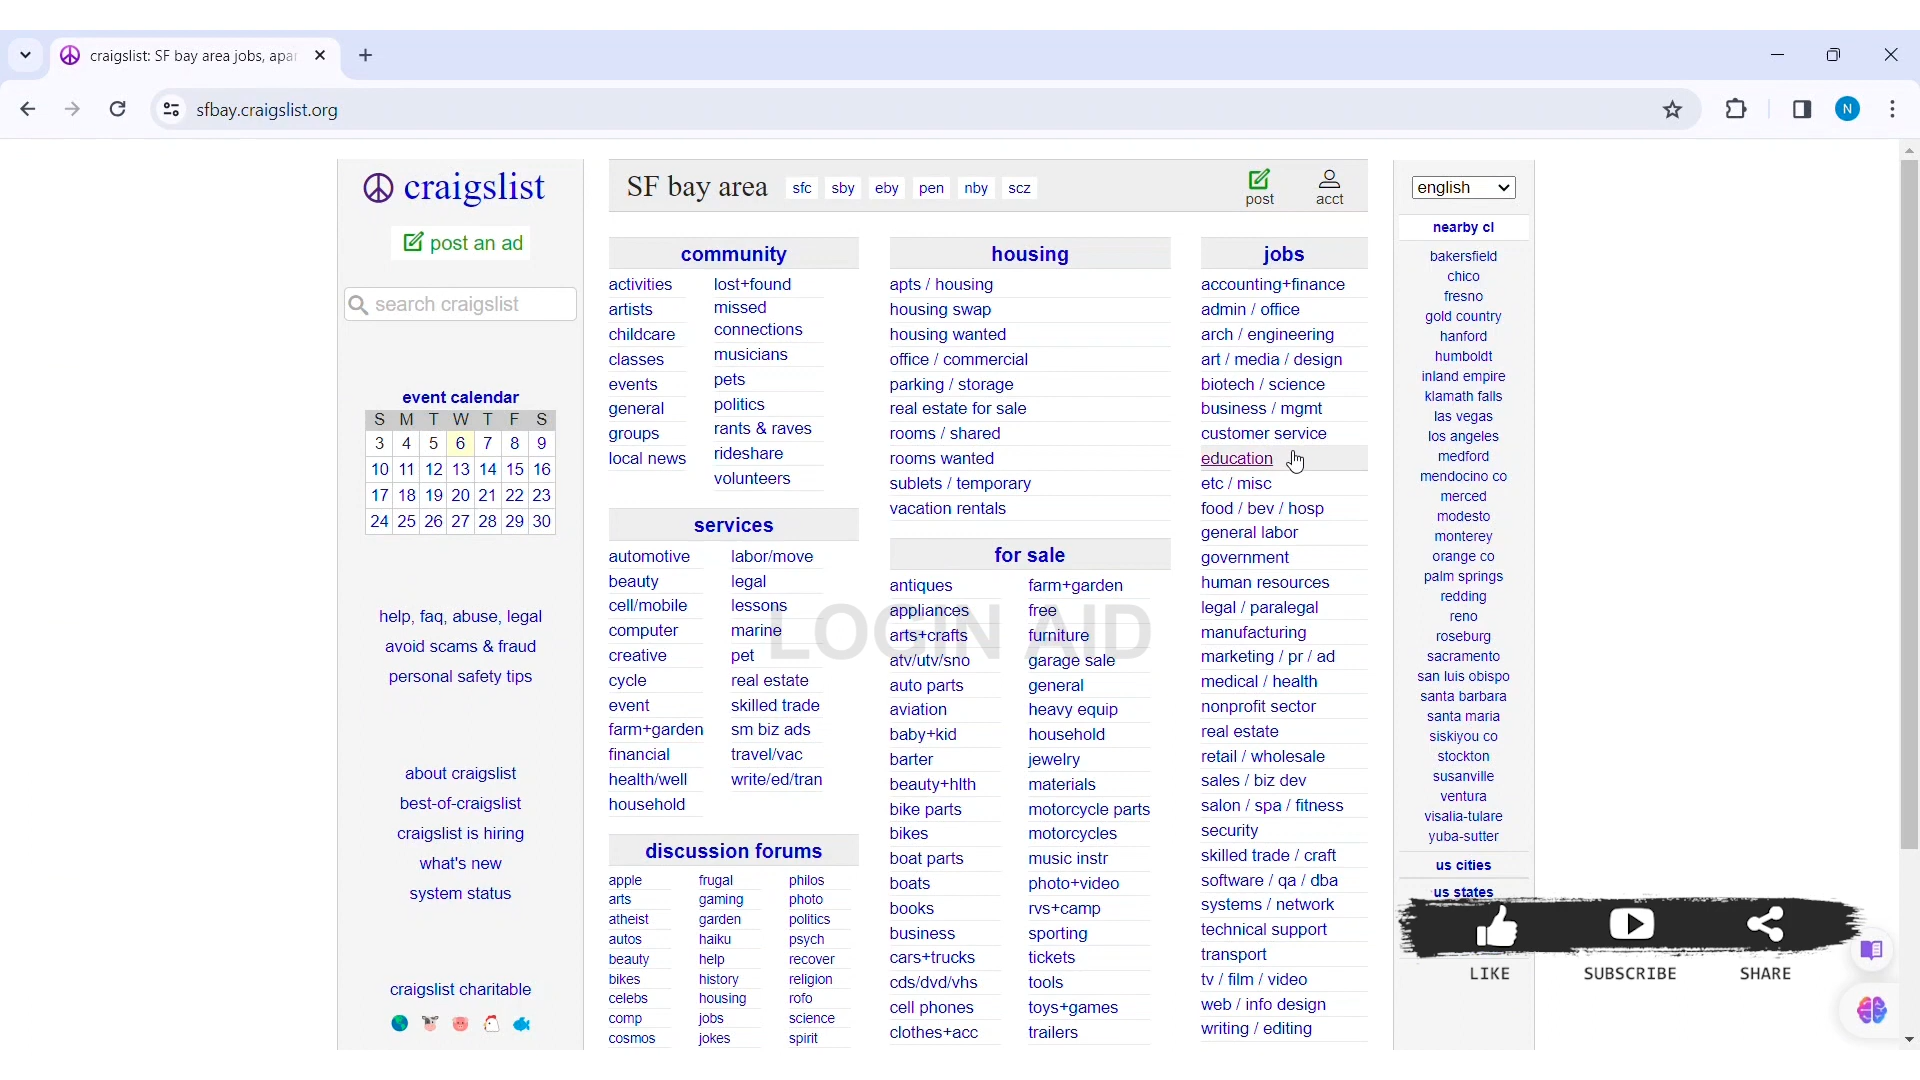 craigslist: SF bay area jobs, apar
sfbay.craigslist.org
N
craigslist
post an ad
search craigslist
event calendar
S M T W T F S
3 4 5 6 7 8 9
10 11 12 13 14 15 16
17 18 19 20 21 22 23
24 25 26 27 28 29 30
help, faq, abuse, legal
avoid scams & fraud
personal safety tips
about craigslist
best-of-craigslist
craigslist is hiring
what's new
system status
craigslist charitable
SF bay area sfc sby eby pen nby scz
post
acct
community
activities
artists
childcare
classes
events
general
groups
local news
lost+found
missed
connections
musicians
pets
politics
rants & raves
rideshare
volunteers
services
automotive
beauty
cell/mobile
computer
creative
cycle
event
farm+garden
financial
health/well
household
labor/move
legal
lessons
marine
pet
real estate
skilled trade
sm biz ads
travel/vac
write/ed/tran
discussion forums
apple
arts
atheist
autos
beauty
bikes
celebs
comp
cosmos
frugal
gaming
garden
haiku
help
history
housing
jobs
jokes
philos
photo
politics
psych
recover
religion
rofo
science
spirit
housing
apts / housing
housing swap
housing wanted
office / commercial
parking / storage
real estate for sale
rooms / shared
rooms wanted
sublets / temporary
vacation rentals
for sale
antiques
appliances
arts+crafts
atv/utv/sno
auto parts
aviation
baby+kid
barter
beauty+hlth
bike parts
bikes
boat parts
boats
books
business
cars+trucks
cds/dvd/vhs
cell phones
clothes+acc
farm+garden
free
furniture
garage sale
general
heavy equip
household
jewelry
materials
motorcycle parts
motorcycles
music instr
photo+video
rvs+camp
sporting
tickets
tools
toys+games
trailers
LOGIN AID
jobs
accounting+finance
admin / office
arch / engineering
art / media / design
biotech / science
business / mgmt
customer service
education
etc / misc
food / bev / hosp
general labor
government
human resources
legal / paralegal
manufacturing
marketing / pr / ad
medical / health
nonprofit sector
real estate
retail / wholesale
sales / biz dev
salon / spa / fitness
security
skilled trade / craft
software / qa / dba
systems / network
technical support
transport
tv / film / video
web / info design
writing / editing
english
nearby cl
bakersfield
chico
fresno
gold country
hanford
humboldt
inland empire
klamath falls
las vegas
los angeles
medford
mendocino co
merced
modesto
monterey
orange co
palm springs
redding
reno
roseburg
sacramento
san luis obispo
santa barbara
santa maria
siskiyou co
stockton
susanville
ventura
visalia-tulare
yuba-sutter
us cities
us states
LIKE SUBSCRIBE SHARE